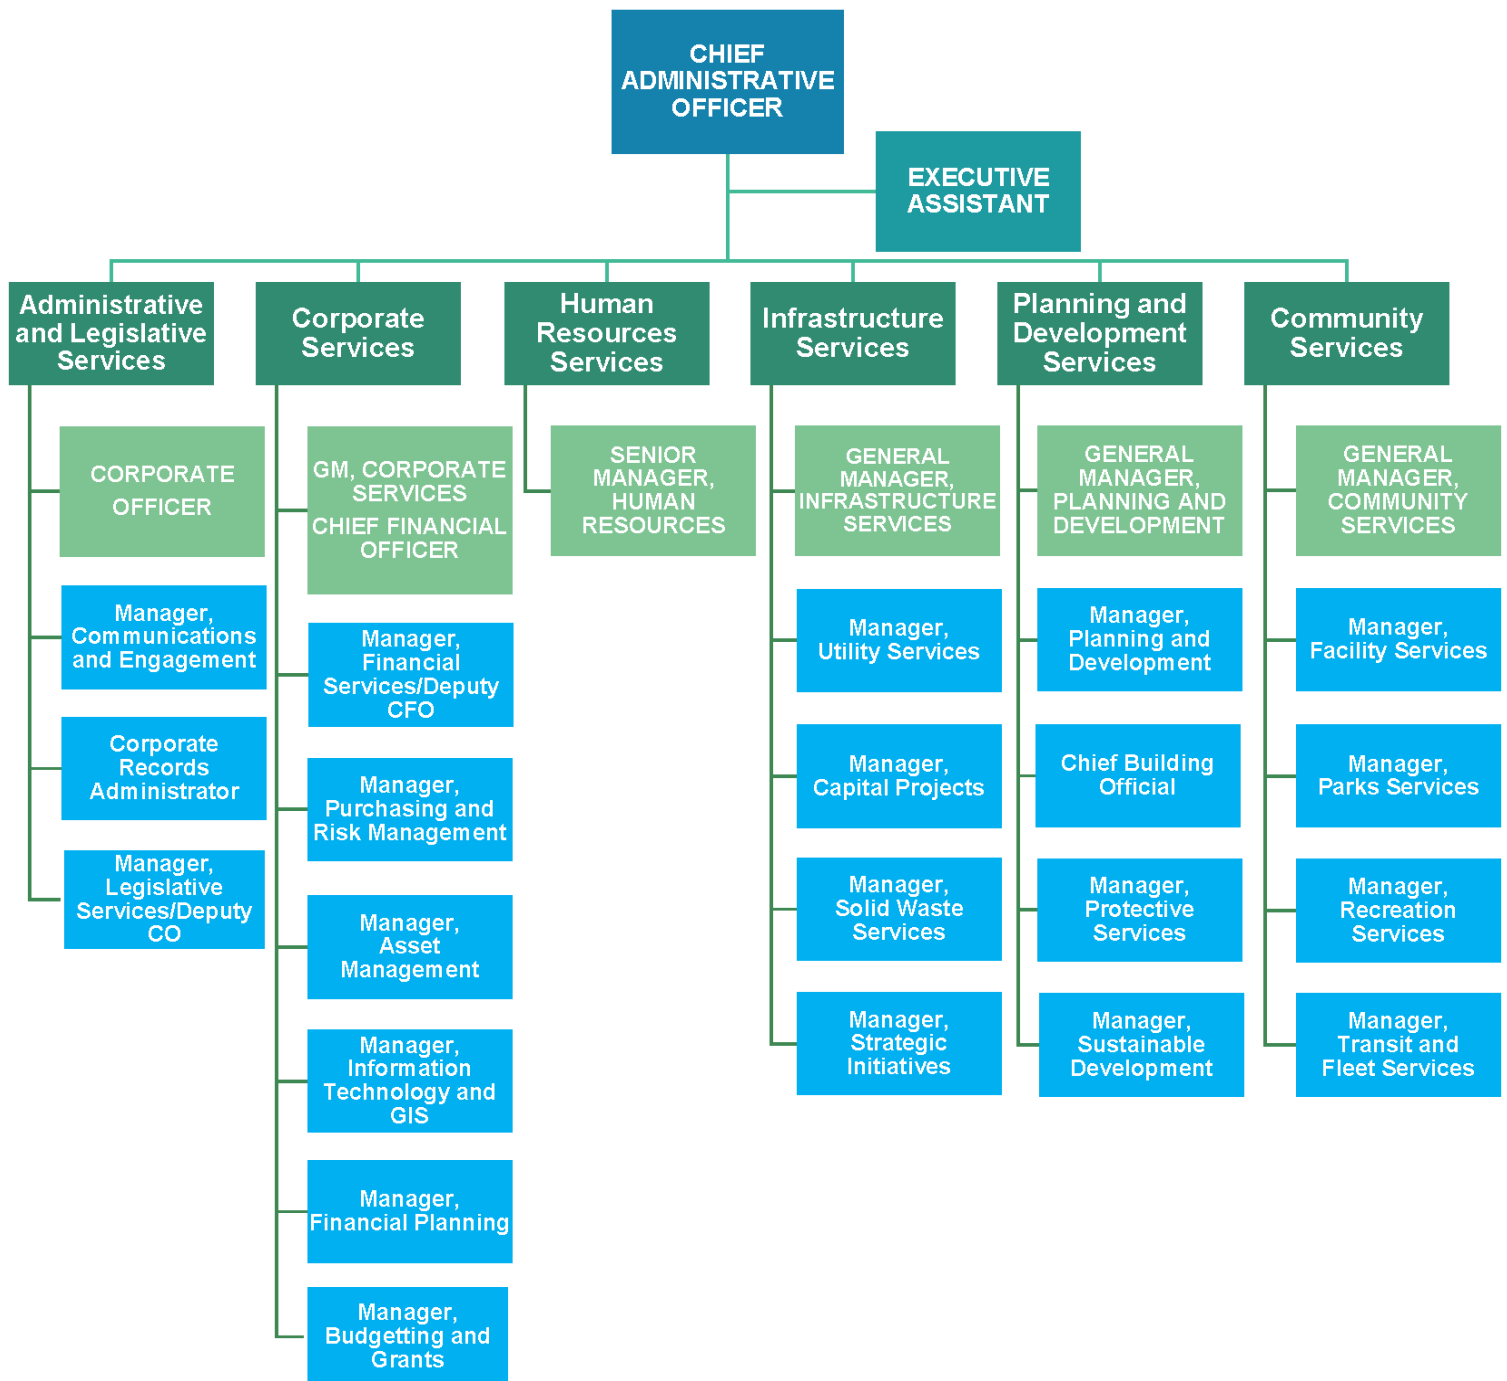 CHIEF
ADMINISTRATIVE
OFFICER
EXECUTIVE
ASSISTANT
Administrative
and Legislative
Services
CORPORATE
OFFICER
Manager,
Communications
and Engagement
Corporate
Records
Administrator
Manager,
Legislative
Services/Deputy
CO
Corporate
Services
GM, CORPORATE
SERVICES
CHIEF FINANCIAL
OFFICER
Manager,
Financial
Services/Deputy
CFO
Manager,
Purchasing and
Risk Management
Manager,
Asset
Management
Manager,
Information
Technology and
GIS
Manager,
Financial Planning
Manager,
Budgetting and
Grants
Human
Resources
Services
SENIOR
MANAGER,
HUMAN
RESOURCES
Infrastructure
Services
GENERAL
MANAGER,
INFRASTRUCTURE
SERVICES
Manager,
Utility Services
Manager,
Capital Projects
Manager,
Solid Waste
Services
Manager,
Strategic
Initiatives
Planning and
Development
Services
GENERAL
MANAGER,
PLANNING AND
DEVELOPMENT
Manager,
Planning and
Development
Chief Building
Official
Manager,
Protective
Services
Manager,
Sustainable
Development
Community
Services
GENERAL
MANAGER,
COMMUNITY
SERVICES
Manager,
Facility Services
Manager,
Parks Services
Manager,
Recreation
Services
Manager,
Transit and
Fleet Services